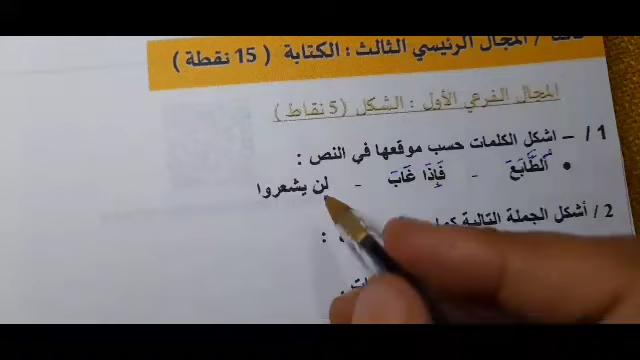 / المجال الرئيسي الثالث : الكتابة ( 15 نقطة )
المجال الفرعي الأول : الشكل (5 نقاط )
1 / – اشكل الكلمات حسب موقعها في النص :
• الطَّابَعَ - فَإِذَا غَابَ - لن يشعروا
2 / أشكل الجملة التالية كما :